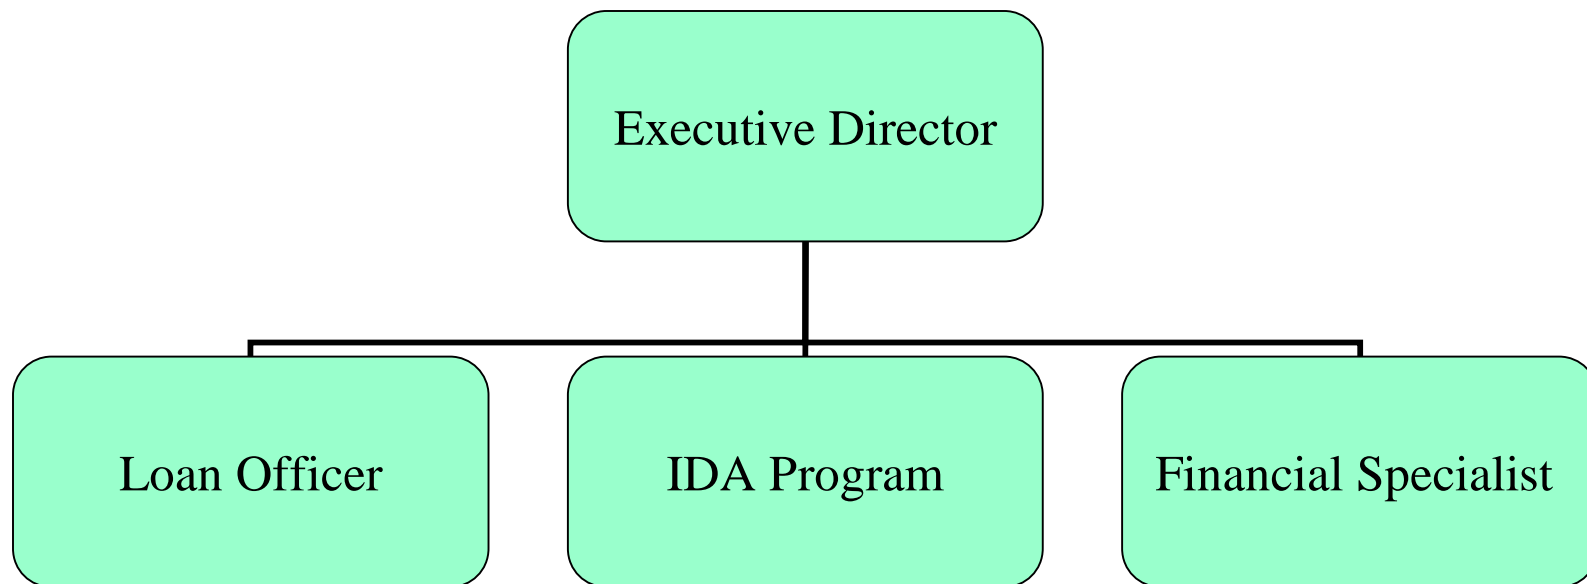 Executive Director
Loan Officer
IDA Program
Financial Specialist